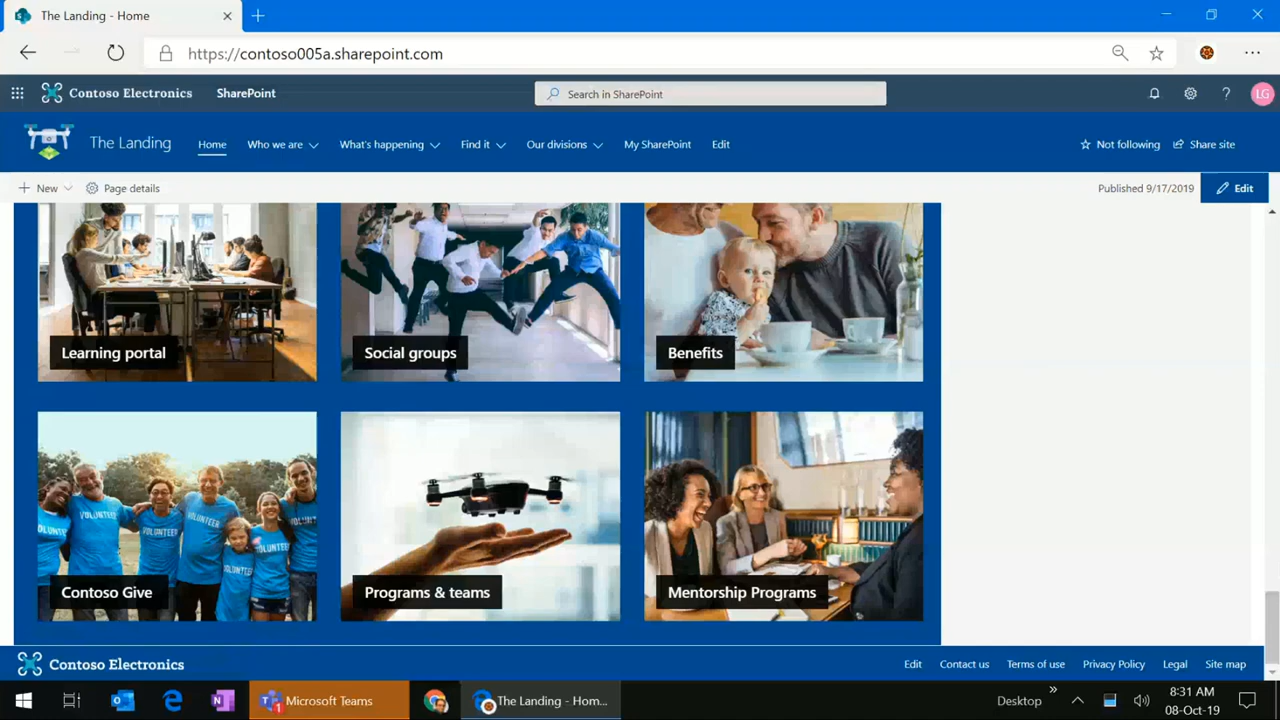 The Landing - Home
https://contoso005a.sharepoint.com
Contoso Electronics SharePoint Search in SharePoint LG
The Landing Home Who we are What's happening Find it Our divisions My SharePoint Edit Not following Share site
New Page details Published 9/17/2019 Edit
Learning portal Social groups Benefits
VOLUNTEER VOLUNTEER VOLUNTEER VOLUNTEER
Contoso Give Programs & teams Mentorship Programs
Contoso Electronics Edit Contact us Terms of use Privacy Policy Legal Site map
Microsoft Teams The Landing - Hom... Desktop 8:31 AM
08-Oct-19